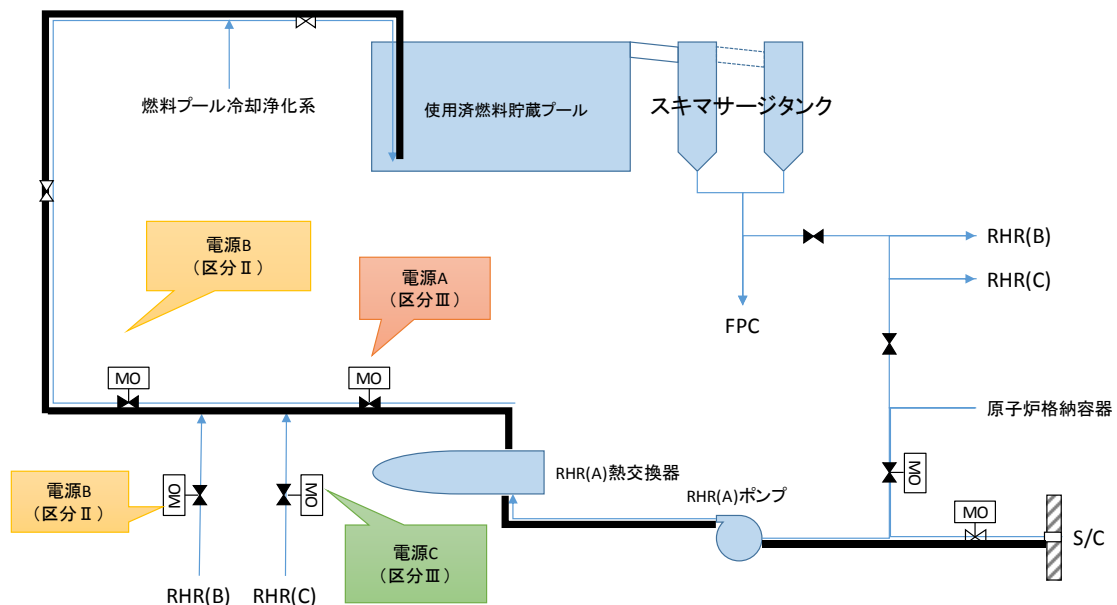 燃料プール冷却浄化系
使用済燃料貯蔵プール
スキマサージタンク
電源B
(区分Ⅱ)
電源A
(区分Ⅲ)
RHR(B)
RHR(C)
FPC
MO
MO
原子炉格納容器
RHR(A)熱交換器
RHR(A)ポンプ
MO
電源B
(区分Ⅱ)
MO
MO
MO
S/C
電源C
(区分Ⅲ)
RHR(B)
RHR(C)